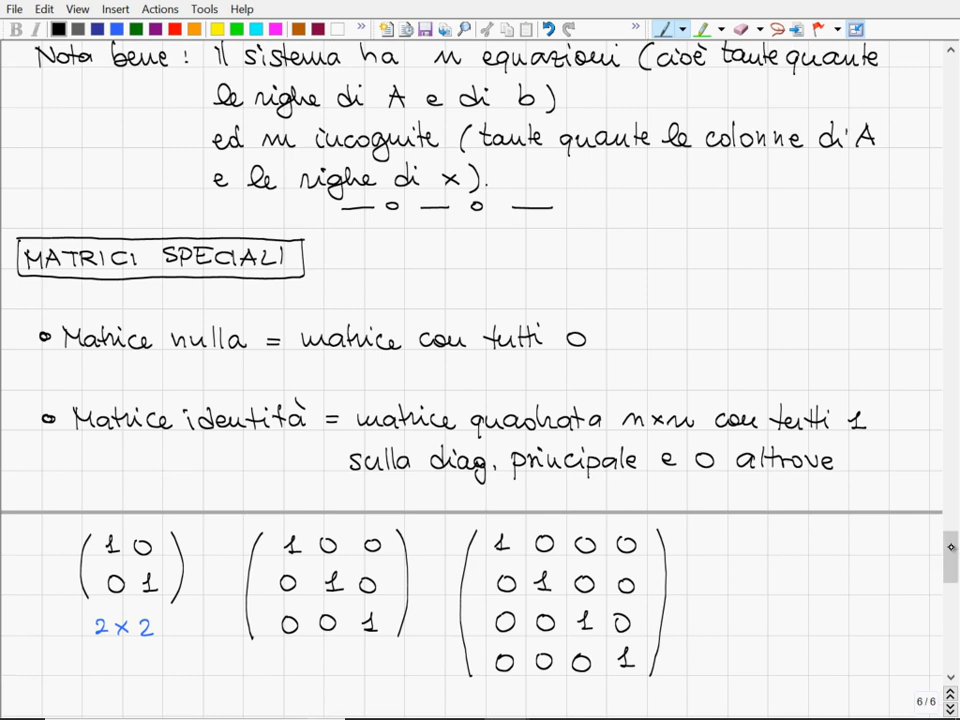 File Edit View Insert Actions Tools Help
B I
Nota bene : il sistema ha n equazioni (cioè tante quante
le righe di A e di b)
ed m incognite (tante quante le colonne di A
e le righe di x).
MATRICI SPECIALI
• Matrice nulla = matrice con tutti 0
• Matrice identità = matrice quadrata n×n con tutti 1
sulla diag. principale e 0 altrove
1 0
0 1
2 × 2
1 0 0
0 1 0
0 0 1
1 0 0 0
0 1 0 0
0 0 1 0
0 0 0 1
6 / 6